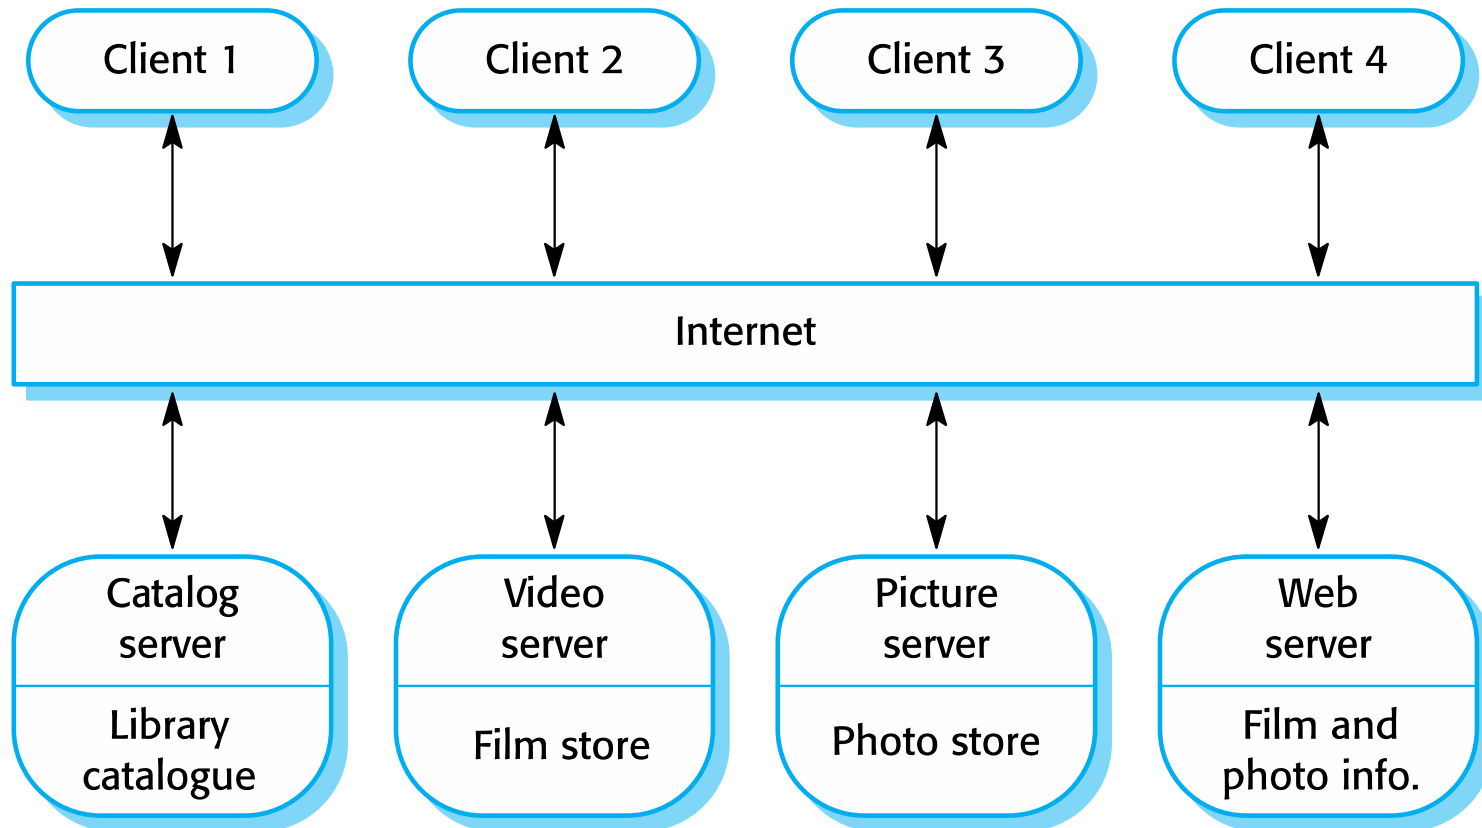 Client 1
Client 2
Client 3
Client 4
Internet
Catalog
server
Library
catalogue
Video
server
Film store
Picture
server
Photo store
Web
server
Film and
photo info.